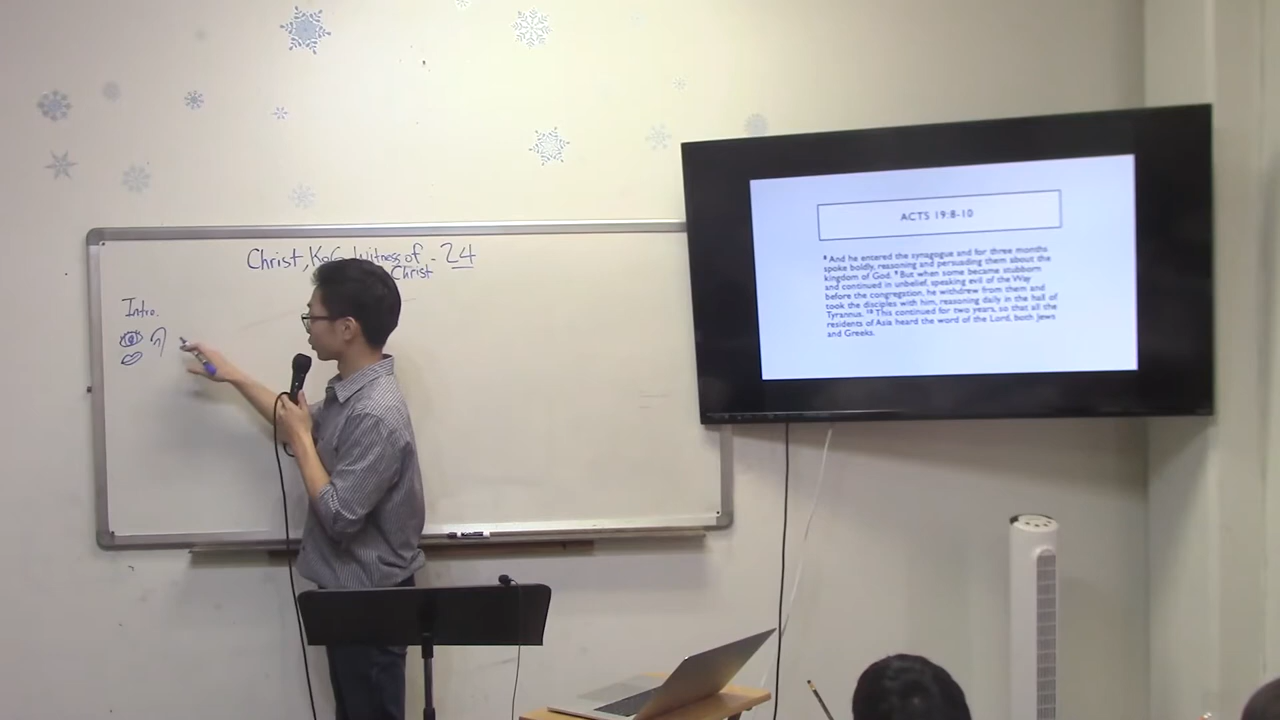 Christ, KoG, Witness of - 24
Christ
Intro.
ACTS 19:8-10
8 And he entered the synagogue and for three months
spoke boldly, reasoning and persuading them about the
kingdom of God. 9 But when some became stubborn
and continued in unbelief, speaking evil of the Way
before the congregation, he withdrew from them and
took the disciples with him, reasoning daily in the hall of
Tyrannus. 10 This continued for two years, so that all the
residents of Asia heard the word of the Lord, both Jews
and Greeks.